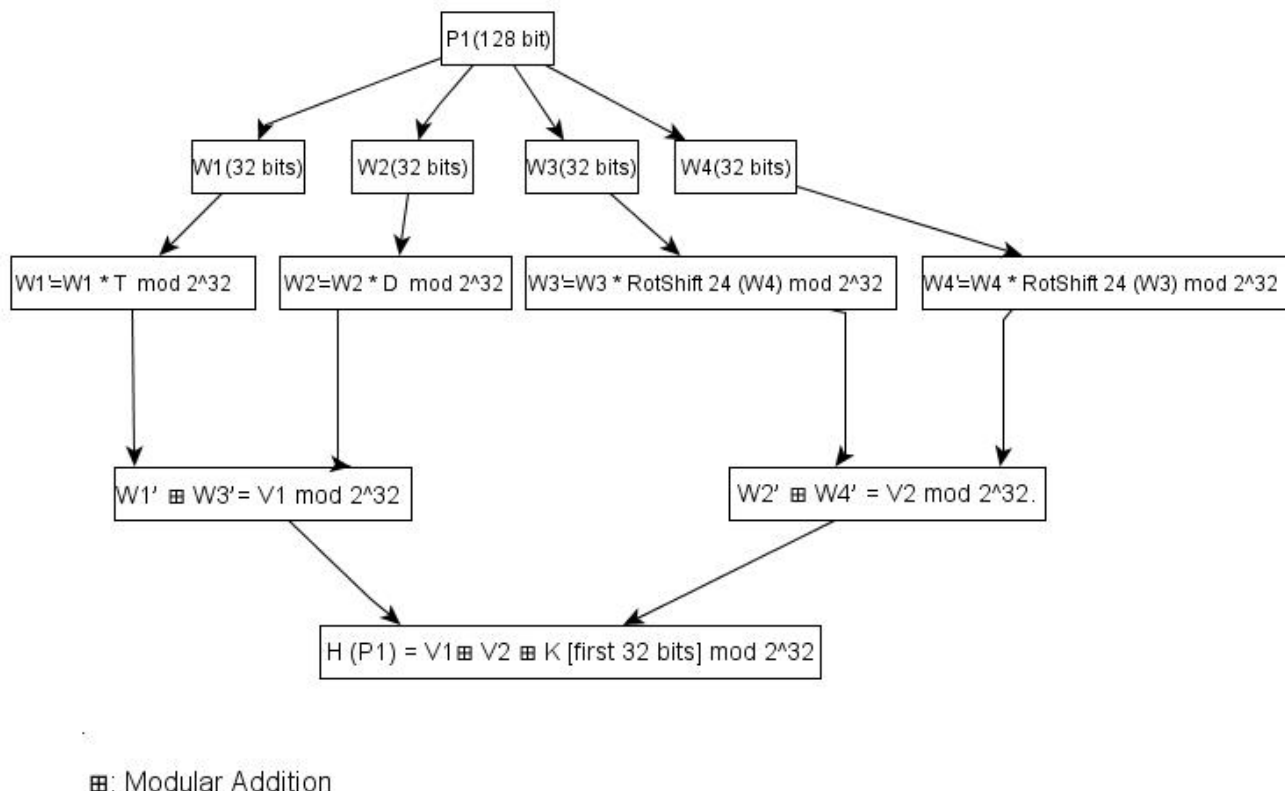 P1(128 bit)
W1(32 bits)
W2(32 bits)
W3(32 bits)
W4(32 bits)
W1'=W1 * T mod 2^32
W2'=W2 * D mod 2^32
W3'=W3 * RotShift 24 (W4) mod 2^32
W4'=W4 * RotShift 24 (W3) mod 2^32
W1' ⊞ W3'= V1 mod 2^32
W2' ⊞ W4' = V2 mod 2^32.
H (P1) = V1⊞ V2 ⊞ K [first 32 bits] mod 2^32
.
⊞: Modular Addition